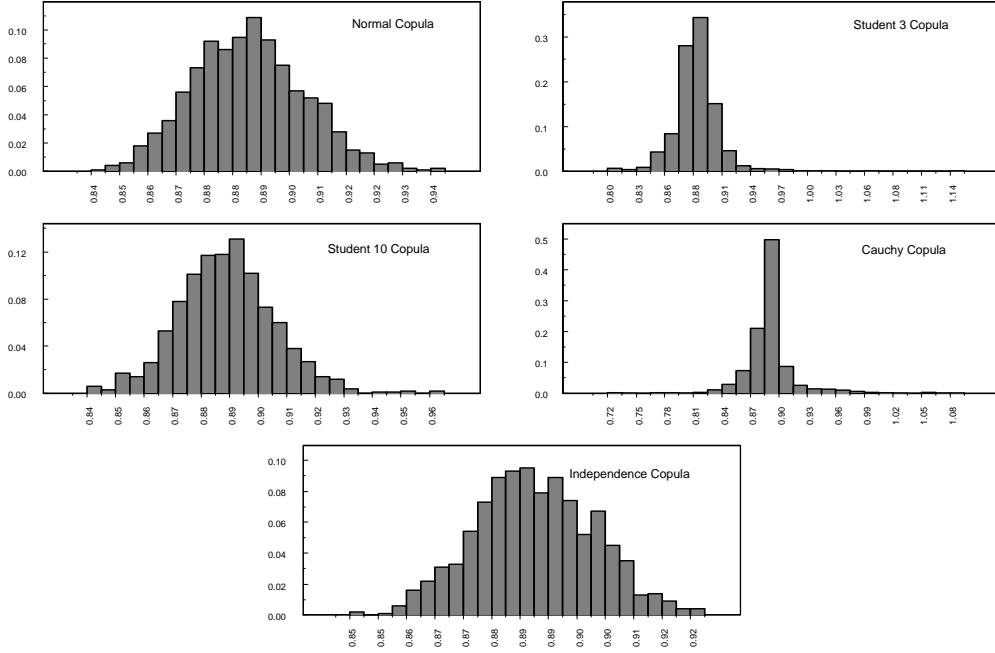 Normal Copula
0.10
0.08
0.06
0.04
0.02
0.00
0.84 0.85 0.86 0.87 0.88 0.88 0.89 0.90 0.91 0.92 0.92 0.93 0.94
Student 3 Copula
0.3
0.2
0.1
0.0
0.80 0.83 0.86 0.88 0.91 0.94 0.97 1.00 1.03 1.06 1.08 1.11 1.14
Student 10 Copula
0.12
0.08
0.04
0.00
0.84 0.85 0.86 0.87 0.88 0.89 0.90 0.91 0.92 0.93 0.94 0.95 0.96
Cauchy Copula
0.5
0.4
0.3
0.2
0.1
0.0
0.72 0.75 0.78 0.81 0.84 0.87 0.90 0.93 0.96 0.99 1.02 1.05 1.08
Independence Copula
0.10
0.08
0.06
0.04
0.02
0.00
0.85 0.85 0.86 0.87 0.87 0.88 0.89 0.89 0.90 0.90 0.91 0.92 0.92